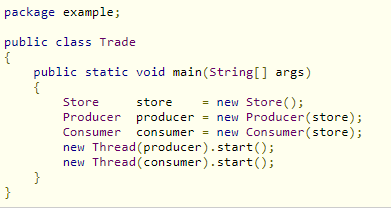 package example;
public class Trade
{
    public static void main(String[] args)
    {
        Store     store    = new Store();
        Producer  producer = new Producer(store);
        Consumer  consumer = new Consumer(store);
        new Thread(producer).start();
        new Thread(consumer).start();
    }
}